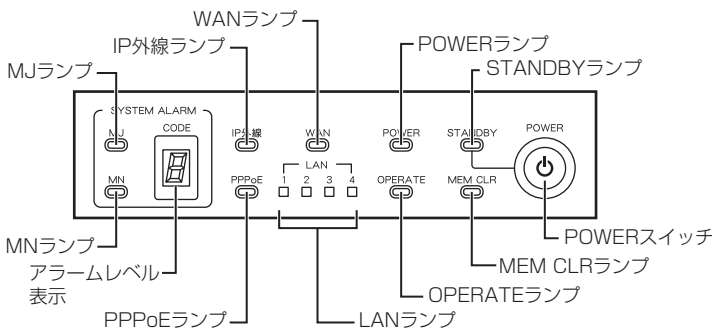 WANランプ
IP外線ランプ
POWERランプ
MJランプ
STANDBYランプ
SYSTEM ALARM
MJ
CODE
IP外線
WAN
POWER
STANDBY
POWER
LAN
MN
PPPoE
1 2 3 4
OPERATE
MEM CLR
MNランプ
アラームレベル
表示
POWERスイッチ
MEM CLRランプ
OPERATEランプ
PPPoEランプ
LANランプ